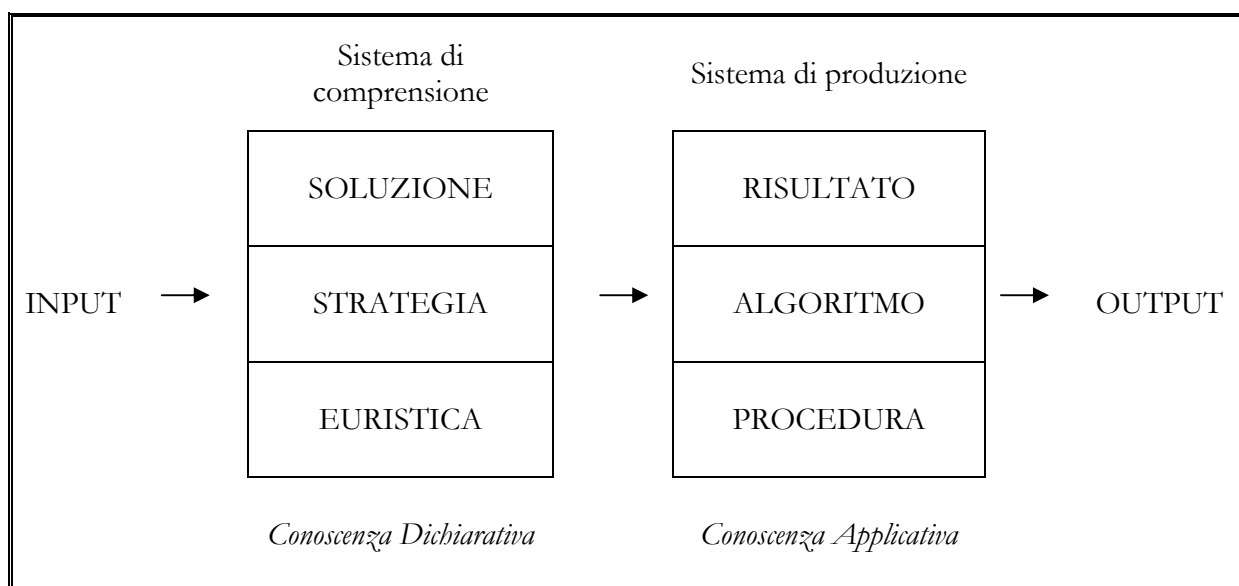 Sistema di
comprensione
Sistema di produzione
SOLUZIONE
RISULTATO
INPUT
STRATEGIA
ALGORITMO
OUTPUT
EURISTICA
PROCEDURA
Conoscenza Dichiarativa
Conoscenza Applicativa